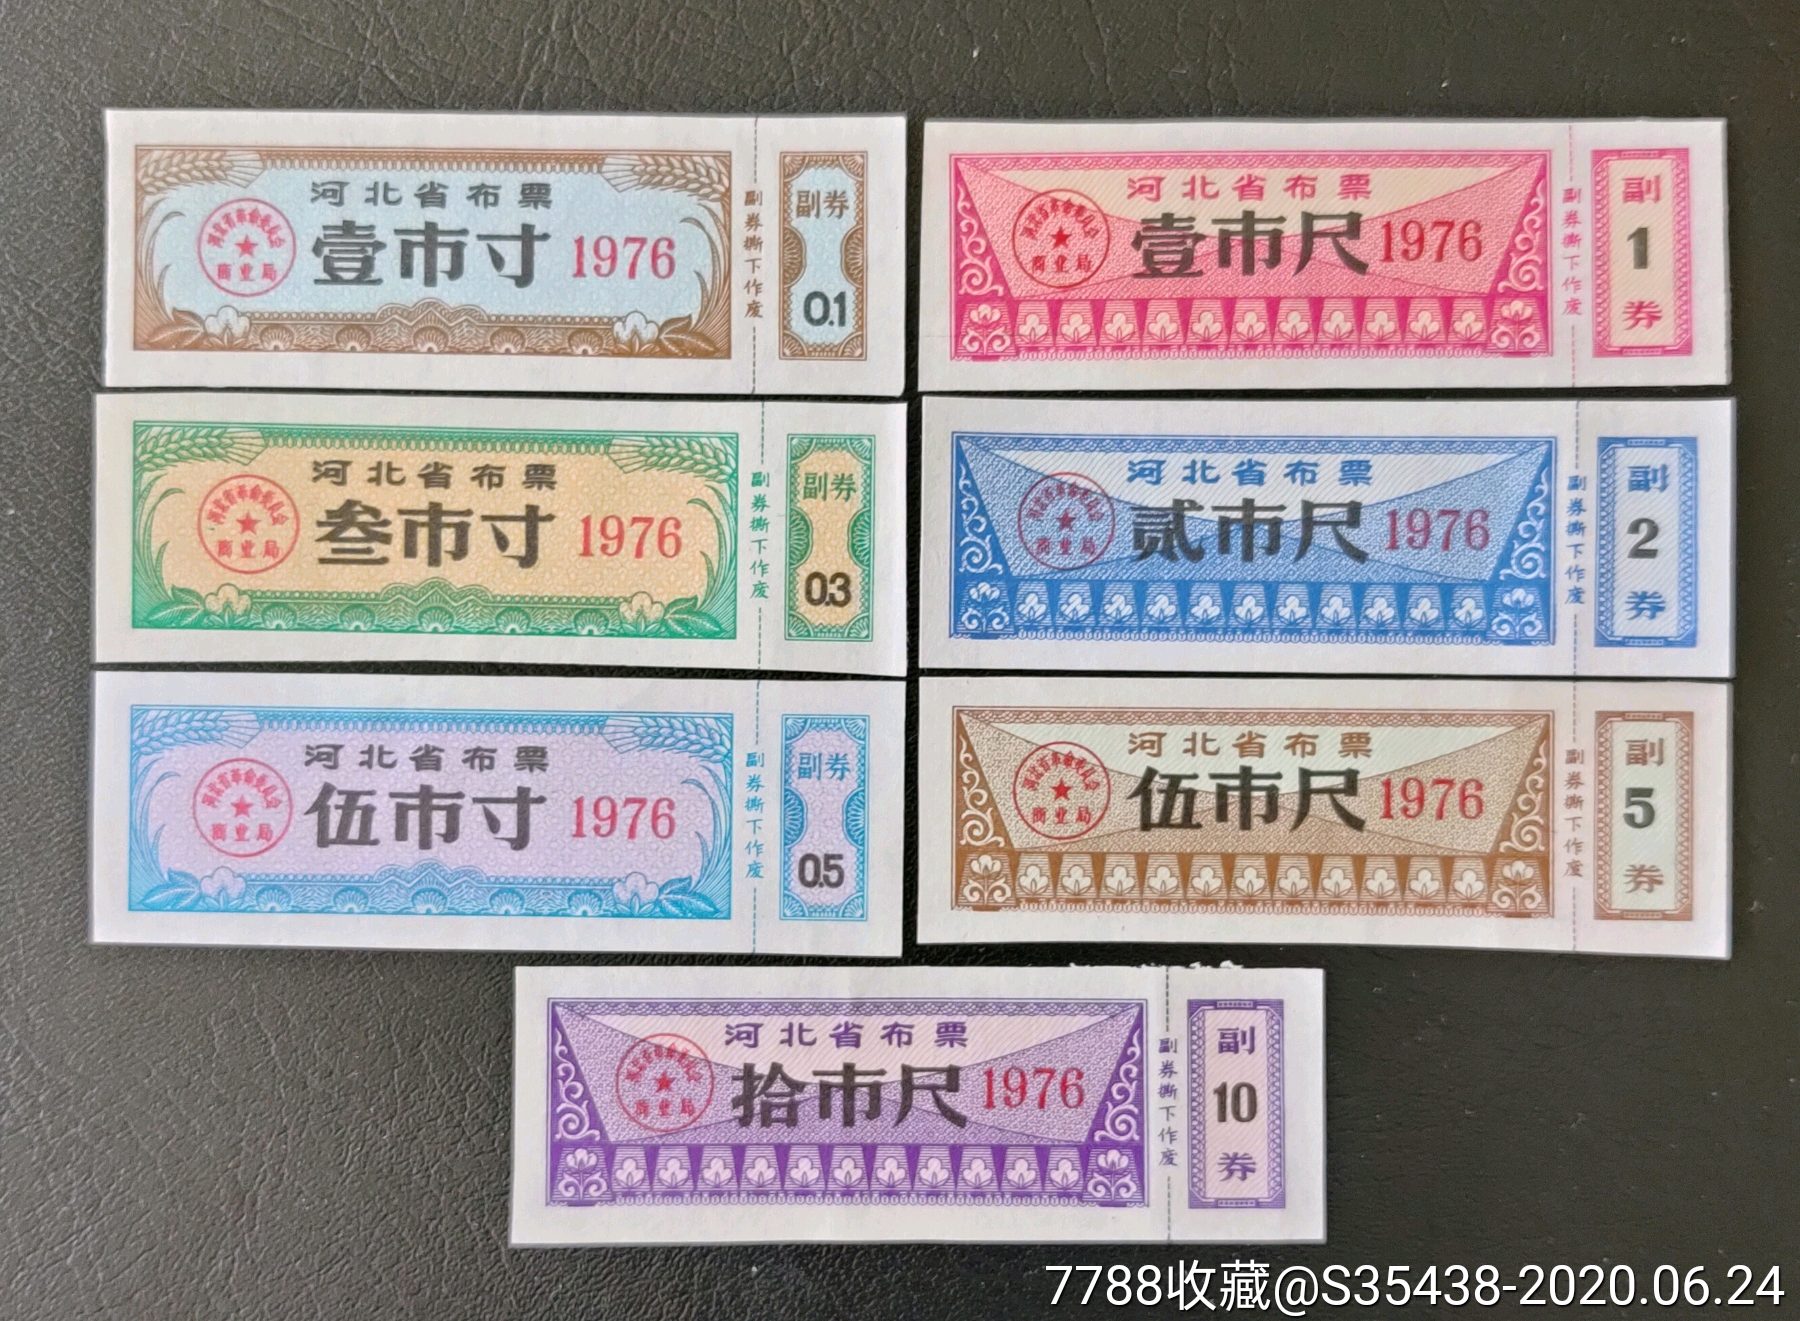 河北省布票
壹市寸 1976
商业局
副券撕下作废
副券
0.1
河北省布票
壹市尺 1976
商业局
副券撕下作废
副
1
券
河北省布票
叁市寸 1976
商业局
副券撕下作废
副券
0.3
河北省布票
贰市尺 1976
商业局
副券撕下作废
副
2
券
河北省布票
伍市寸 1976
商业局
副券撕下作废
副券
0.5
河北省布票
伍市尺 1976
商业局
副券撕下作废
副
5
券
河北省布票
拾市尺 1976
商业局
副券撕下作废
副
10
券
7788收藏@S35438-2020.06.24